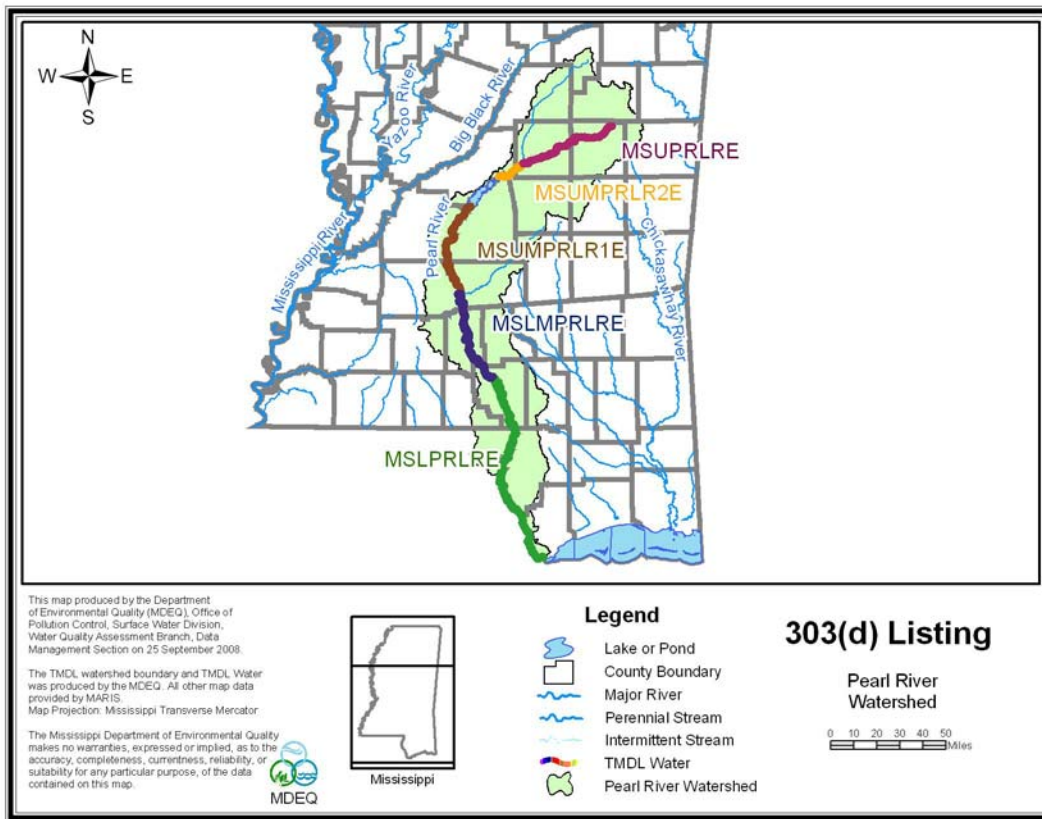 N
W E
S
Yazoo River
Big Black River
Mississippi River
Pearl River
Chickasawhay River
MSUPRLRE
MSUMPRLR2E
MSUMPRLR1E
MSLMPRLRE
MSLPRLRE
This map produced by the Department
of Environmental Quality (MDEQ), Office of
Pollution Control, Surface Water Division,
Water Quality Assessment Branch, Data
Management Section on 25 September 2008.
The TMDL watershed boundary and TMDL Water
was produced by the MDEQ. All other map data
provided by MARIS.
Map Projection: Mississippi Transverse Mercator
The Mississippi Department of Environmental Quality
makes no warranties, expressed or implied, as to the
accuracy, completeness, currentness, reliability, or
suitability for any particular purpose, of the data
contained on this map.
MDEQ
Mississippi
Legend
Lake or Pond
County Boundary
Major River
Perennial Stream
Intermittent Stream
TMDL Water
Pearl River Watershed
303(d) Listing
Pearl River
Watershed
0 10 20 30 40 50
Miles